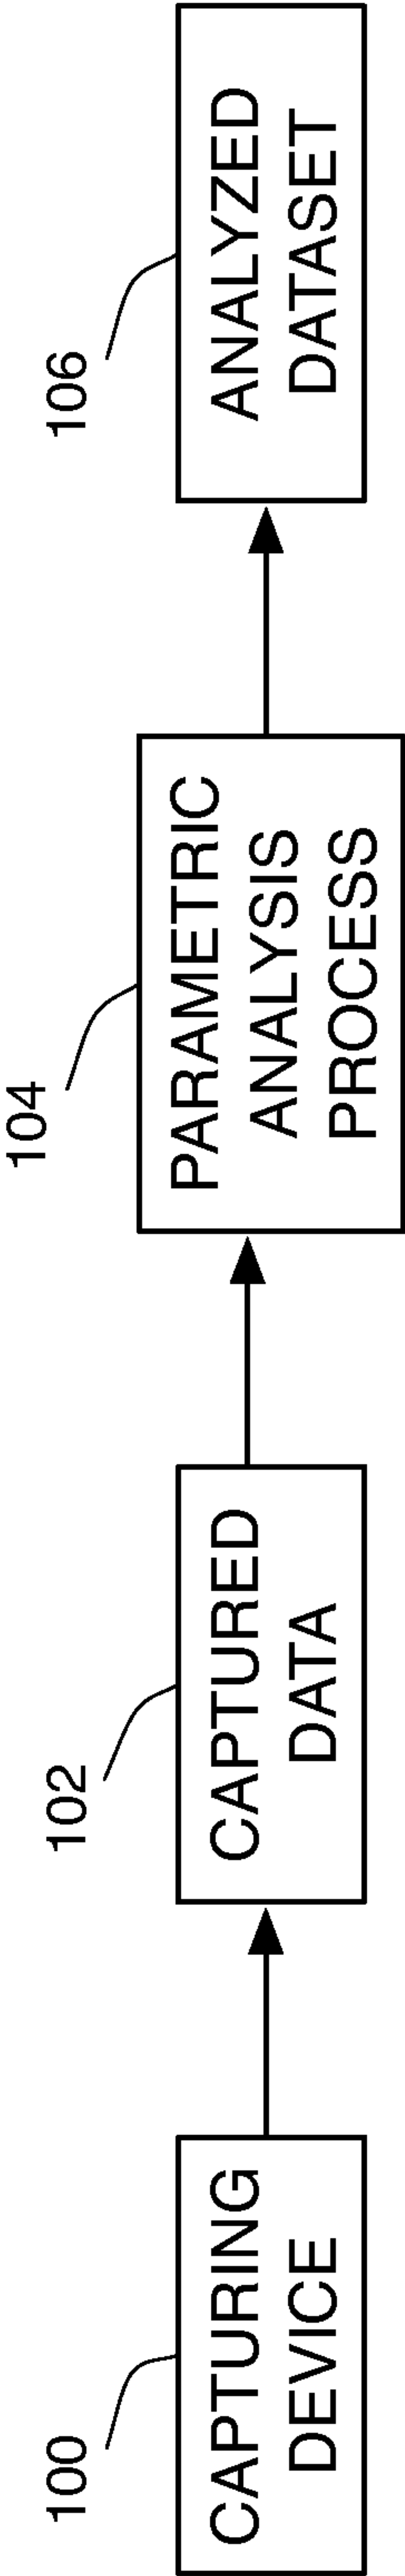 100
CAPTURING
DEVICE
102
CAPTURED
DATA
104
PARAMETRIC
ANALYSIS
PROCESS
106
ANALYZED
DATASET